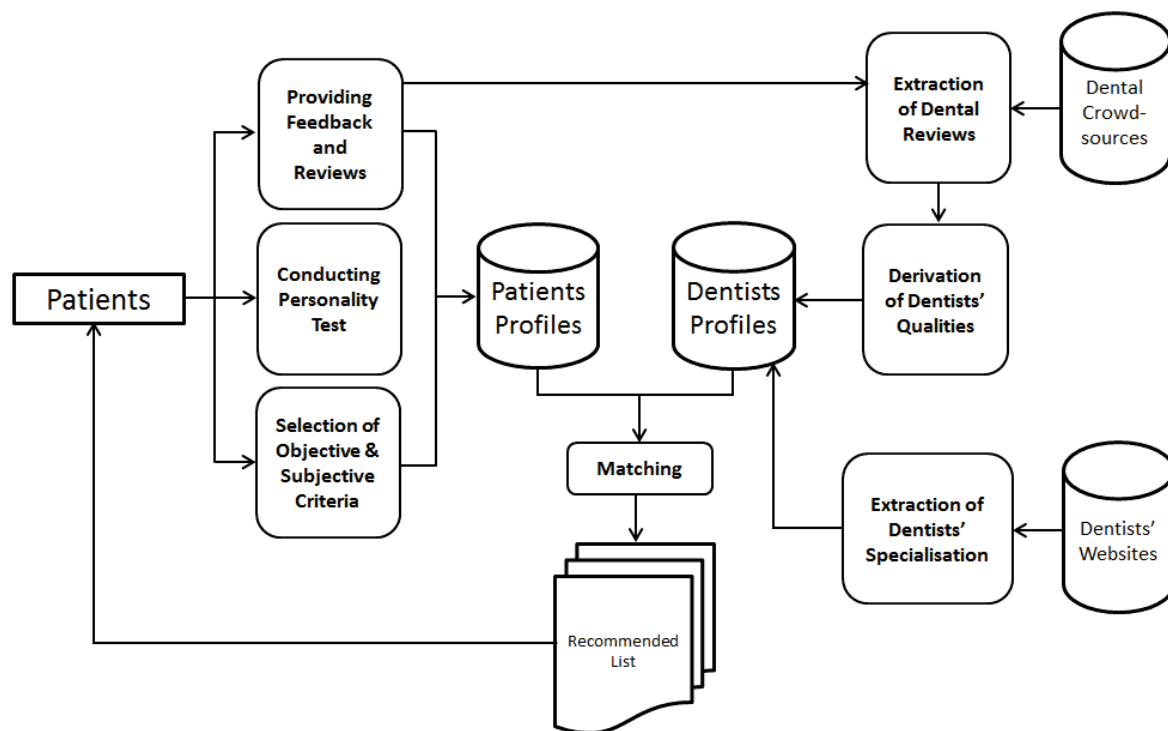 Providing
Feedback
and
Reviews
Extraction
of Dental
Reviews
Dental
Crowd-
sources
Patients
Conducting
Personality
Test
Patients
Profiles
Dentists
Profiles
Derivation
of Dentists'
Qualities
Selection of
Objective &
Subjective
Criteria
Matching
Extraction of
Dentists'
Specialisation
Dentists'
Websites
Recommended
List